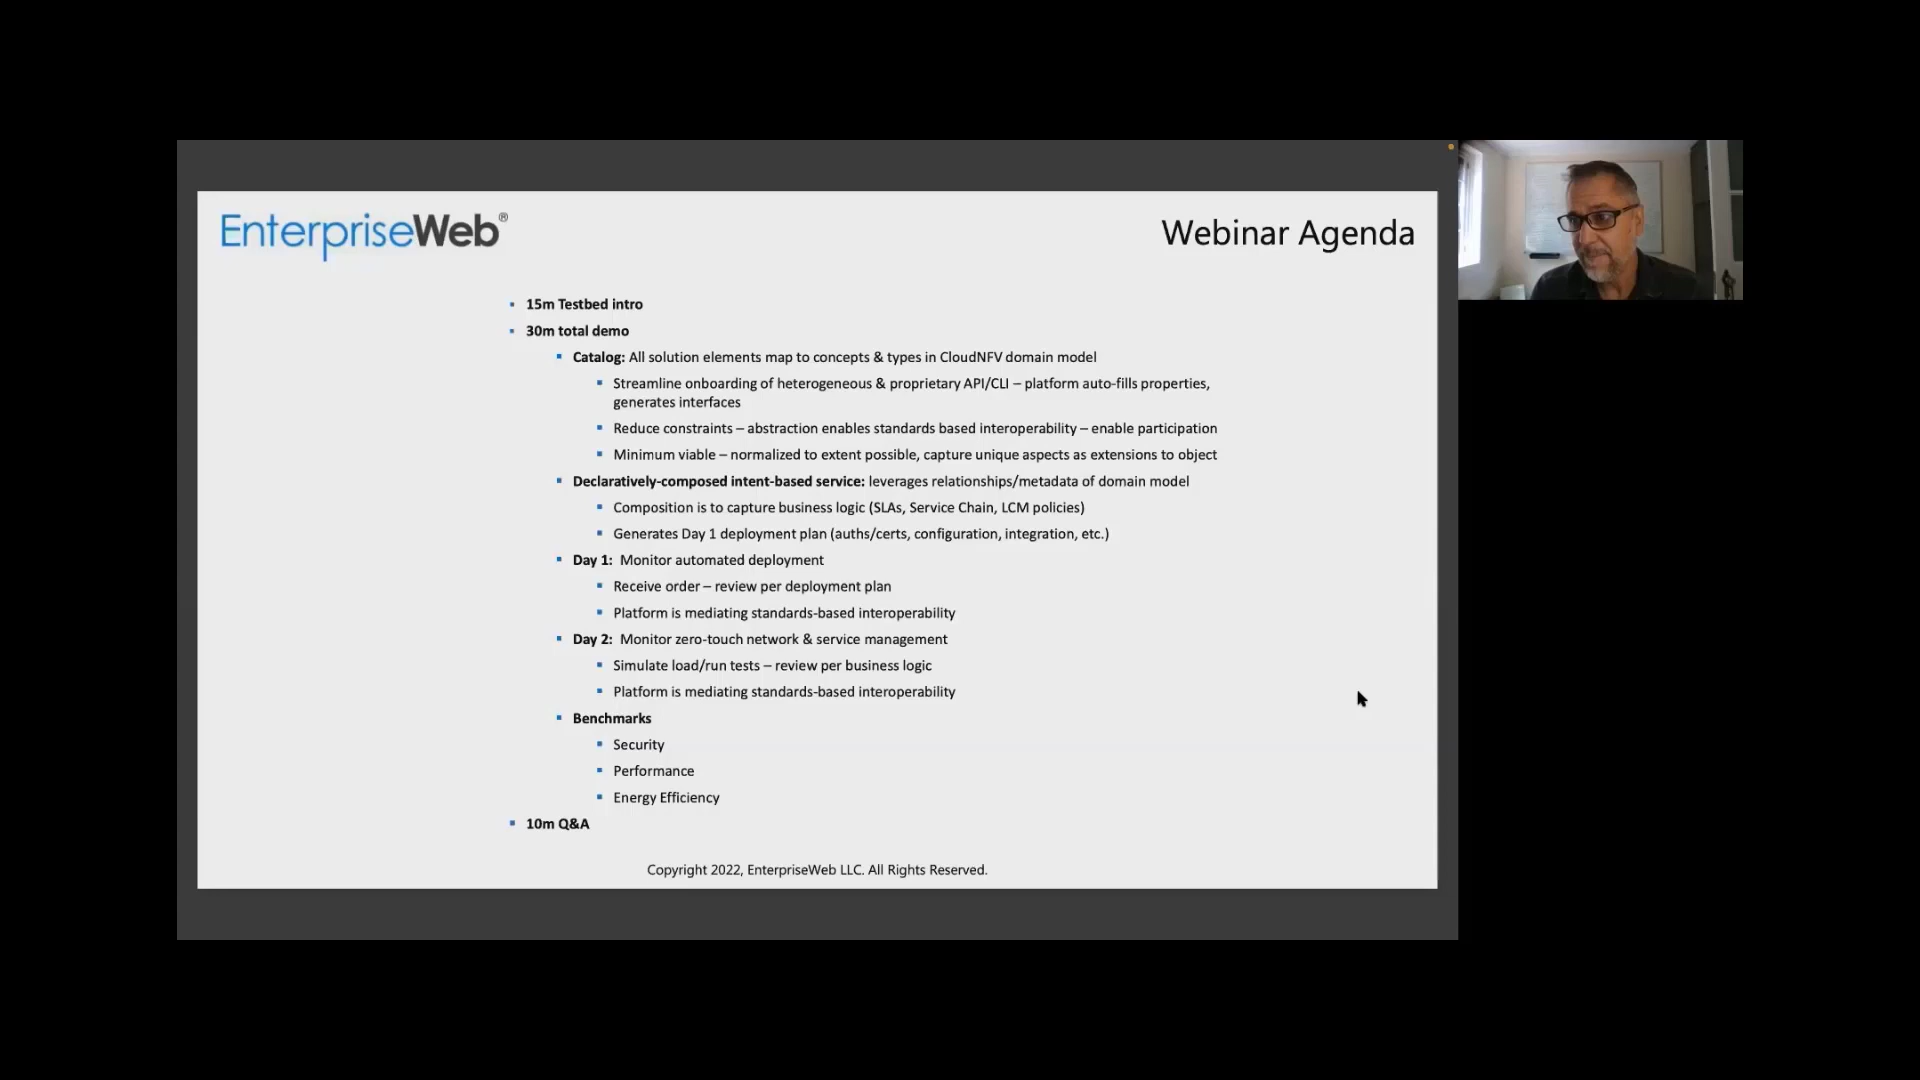 EnterpriseWeb®
Webinar Agenda
15m Testbed intro
30m total demo
Catalog: All solution elements map to concepts & types in CloudNFV domain model
Streamline onboarding of heterogeneous & proprietary API/CLI – platform auto-fills properties,
generates interfaces
Reduce constraints – abstraction enables standards based interoperability – enable participation
Minimum viable – normalized to extent possible, capture unique aspects as extensions to object
Declaratively-composed intent-based service: leverages relationships/metadata of domain model
Composition is to capture business logic (SLAs, Service Chain, LCM policies)
Generates Day 1 deployment plan (auths/certs, configuration, integration, etc.)
Day 1: Monitor automated deployment
Receive order – review per deployment plan
Platform is mediating standards-based interoperability
Day 2: Monitor zero-touch network & service management
Simulate load/run tests – review per business logic
Platform is mediating standards-based interoperability
Benchmarks
Security
Performance
Energy Efficiency
10m Q&A
Copyright 2022, EnterpriseWeb LLC. All Rights Reserved.